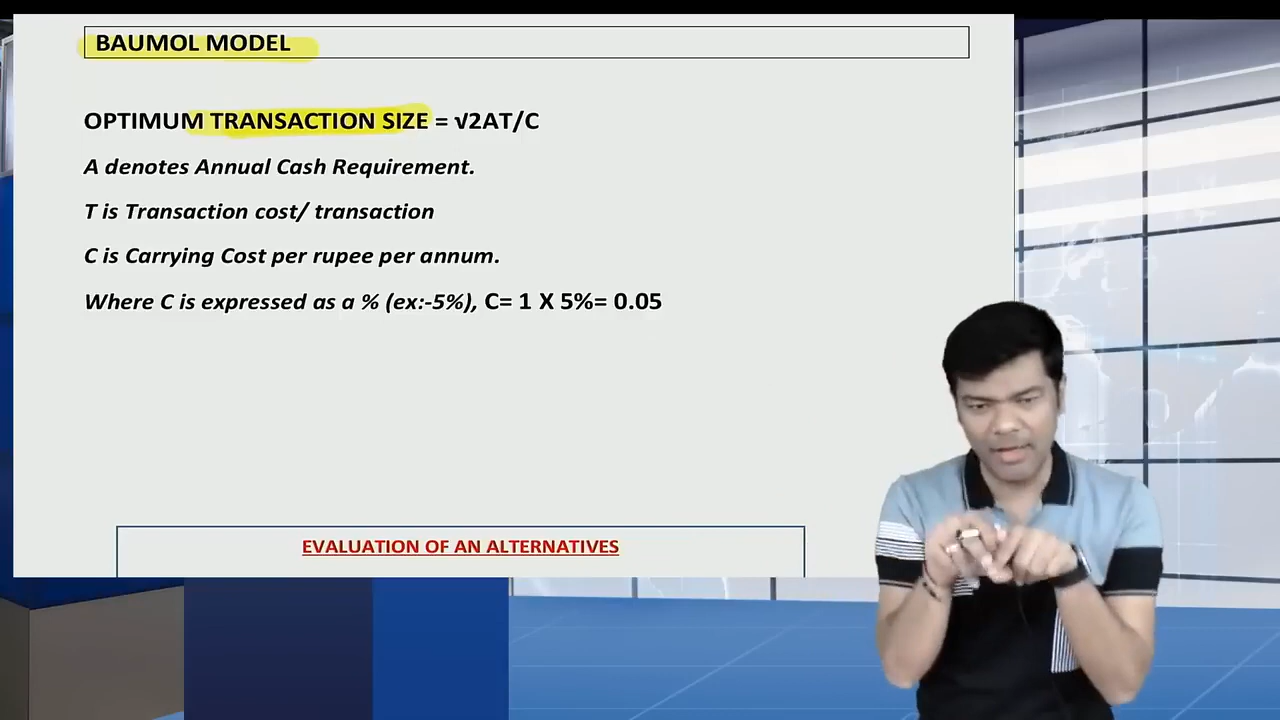 BAUMOL MODEL
OPTIMUM TRANSACTION SIZE = √2AT/C
A denotes Annual Cash Requirement.
T is Transaction cost/ transaction
C is Carrying Cost per rupee per annum.
Where C is expressed as a % (ex:-5%), C= 1 X 5%= 0.05
EVALUATION OF AN ALTERNATIVES